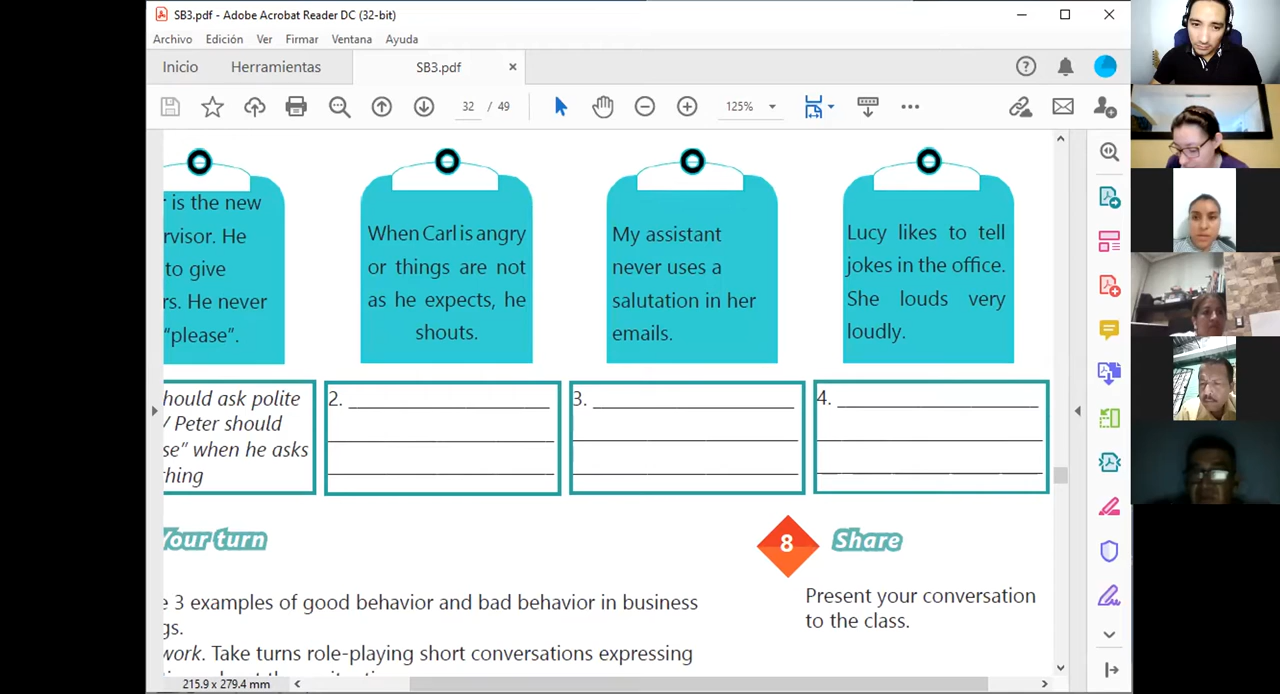 SB3.pdf - Adobe Acrobat Reader DC (32-bit)
Archivo Edición Ver Firmar Ventana Ayuda
Inicio Herramientas SB3.pdf
32 / 49 125%
r is the new
rvisor. He
to give
rs. He never
"please".
When Carl is angry
or things are not
as he expects, he
shouts.
My assistant
never uses a
salutation in her
emails.
Lucy likes to tell
jokes in the office.
She louds very
loudly.
hould ask polite
/ Peter should
se" when he asks
thing
2.
3.
4.
Your turn
8 Share
e 3 examples of good behavior and bad behavior in business
gs.
work. Take turns role-playing short conversations expressing
Present your conversation
to the class.
215.9 x 279.4 mm